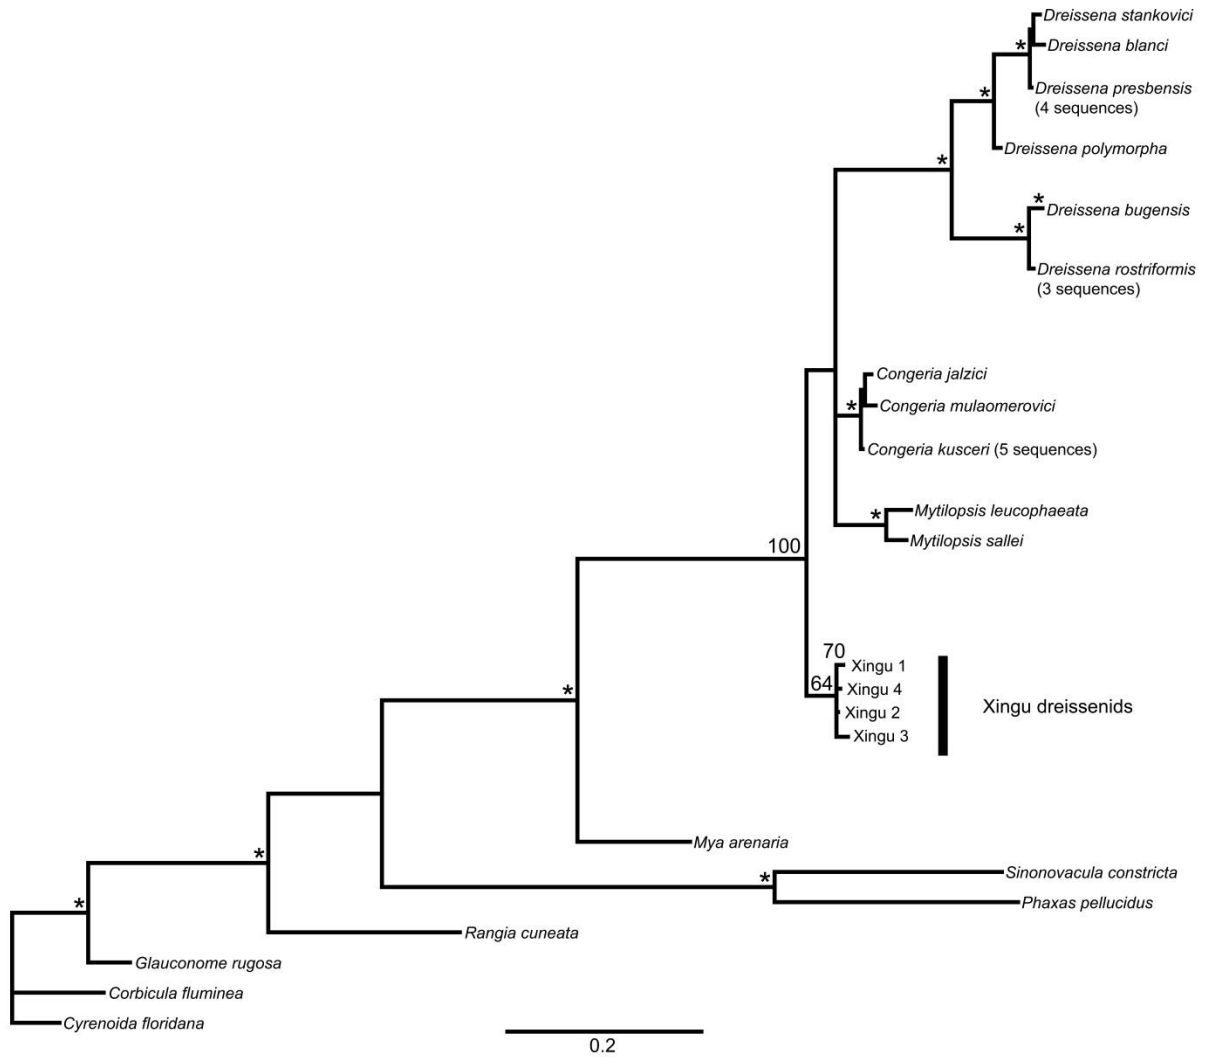 Dreissena stankovici
*
Dreissena blanci
*
Dreissena presbensis
(4 sequences)
Dreissena polymorpha
*
*
Dreissena bugensis
*
Dreissena rostriformis
(3 sequences)
Congeria jalzici
*
Congeria mulaomerovici
Congeria kusceri (5 sequences)
Mytilopsis leucophaeata
*
Mytilopsis sallei
100
70
Xingu 1
64
Xingu 4
Xingu 2
Xingu 3
Xingu dreissenids
*
Mya arenaria
*
Sinonovacula constricta
Phaxas pellucidus
*
Rangia cuneata
*
Glauconome rugosa
Corbicula fluminea
Cyrenoida floridana
0.2